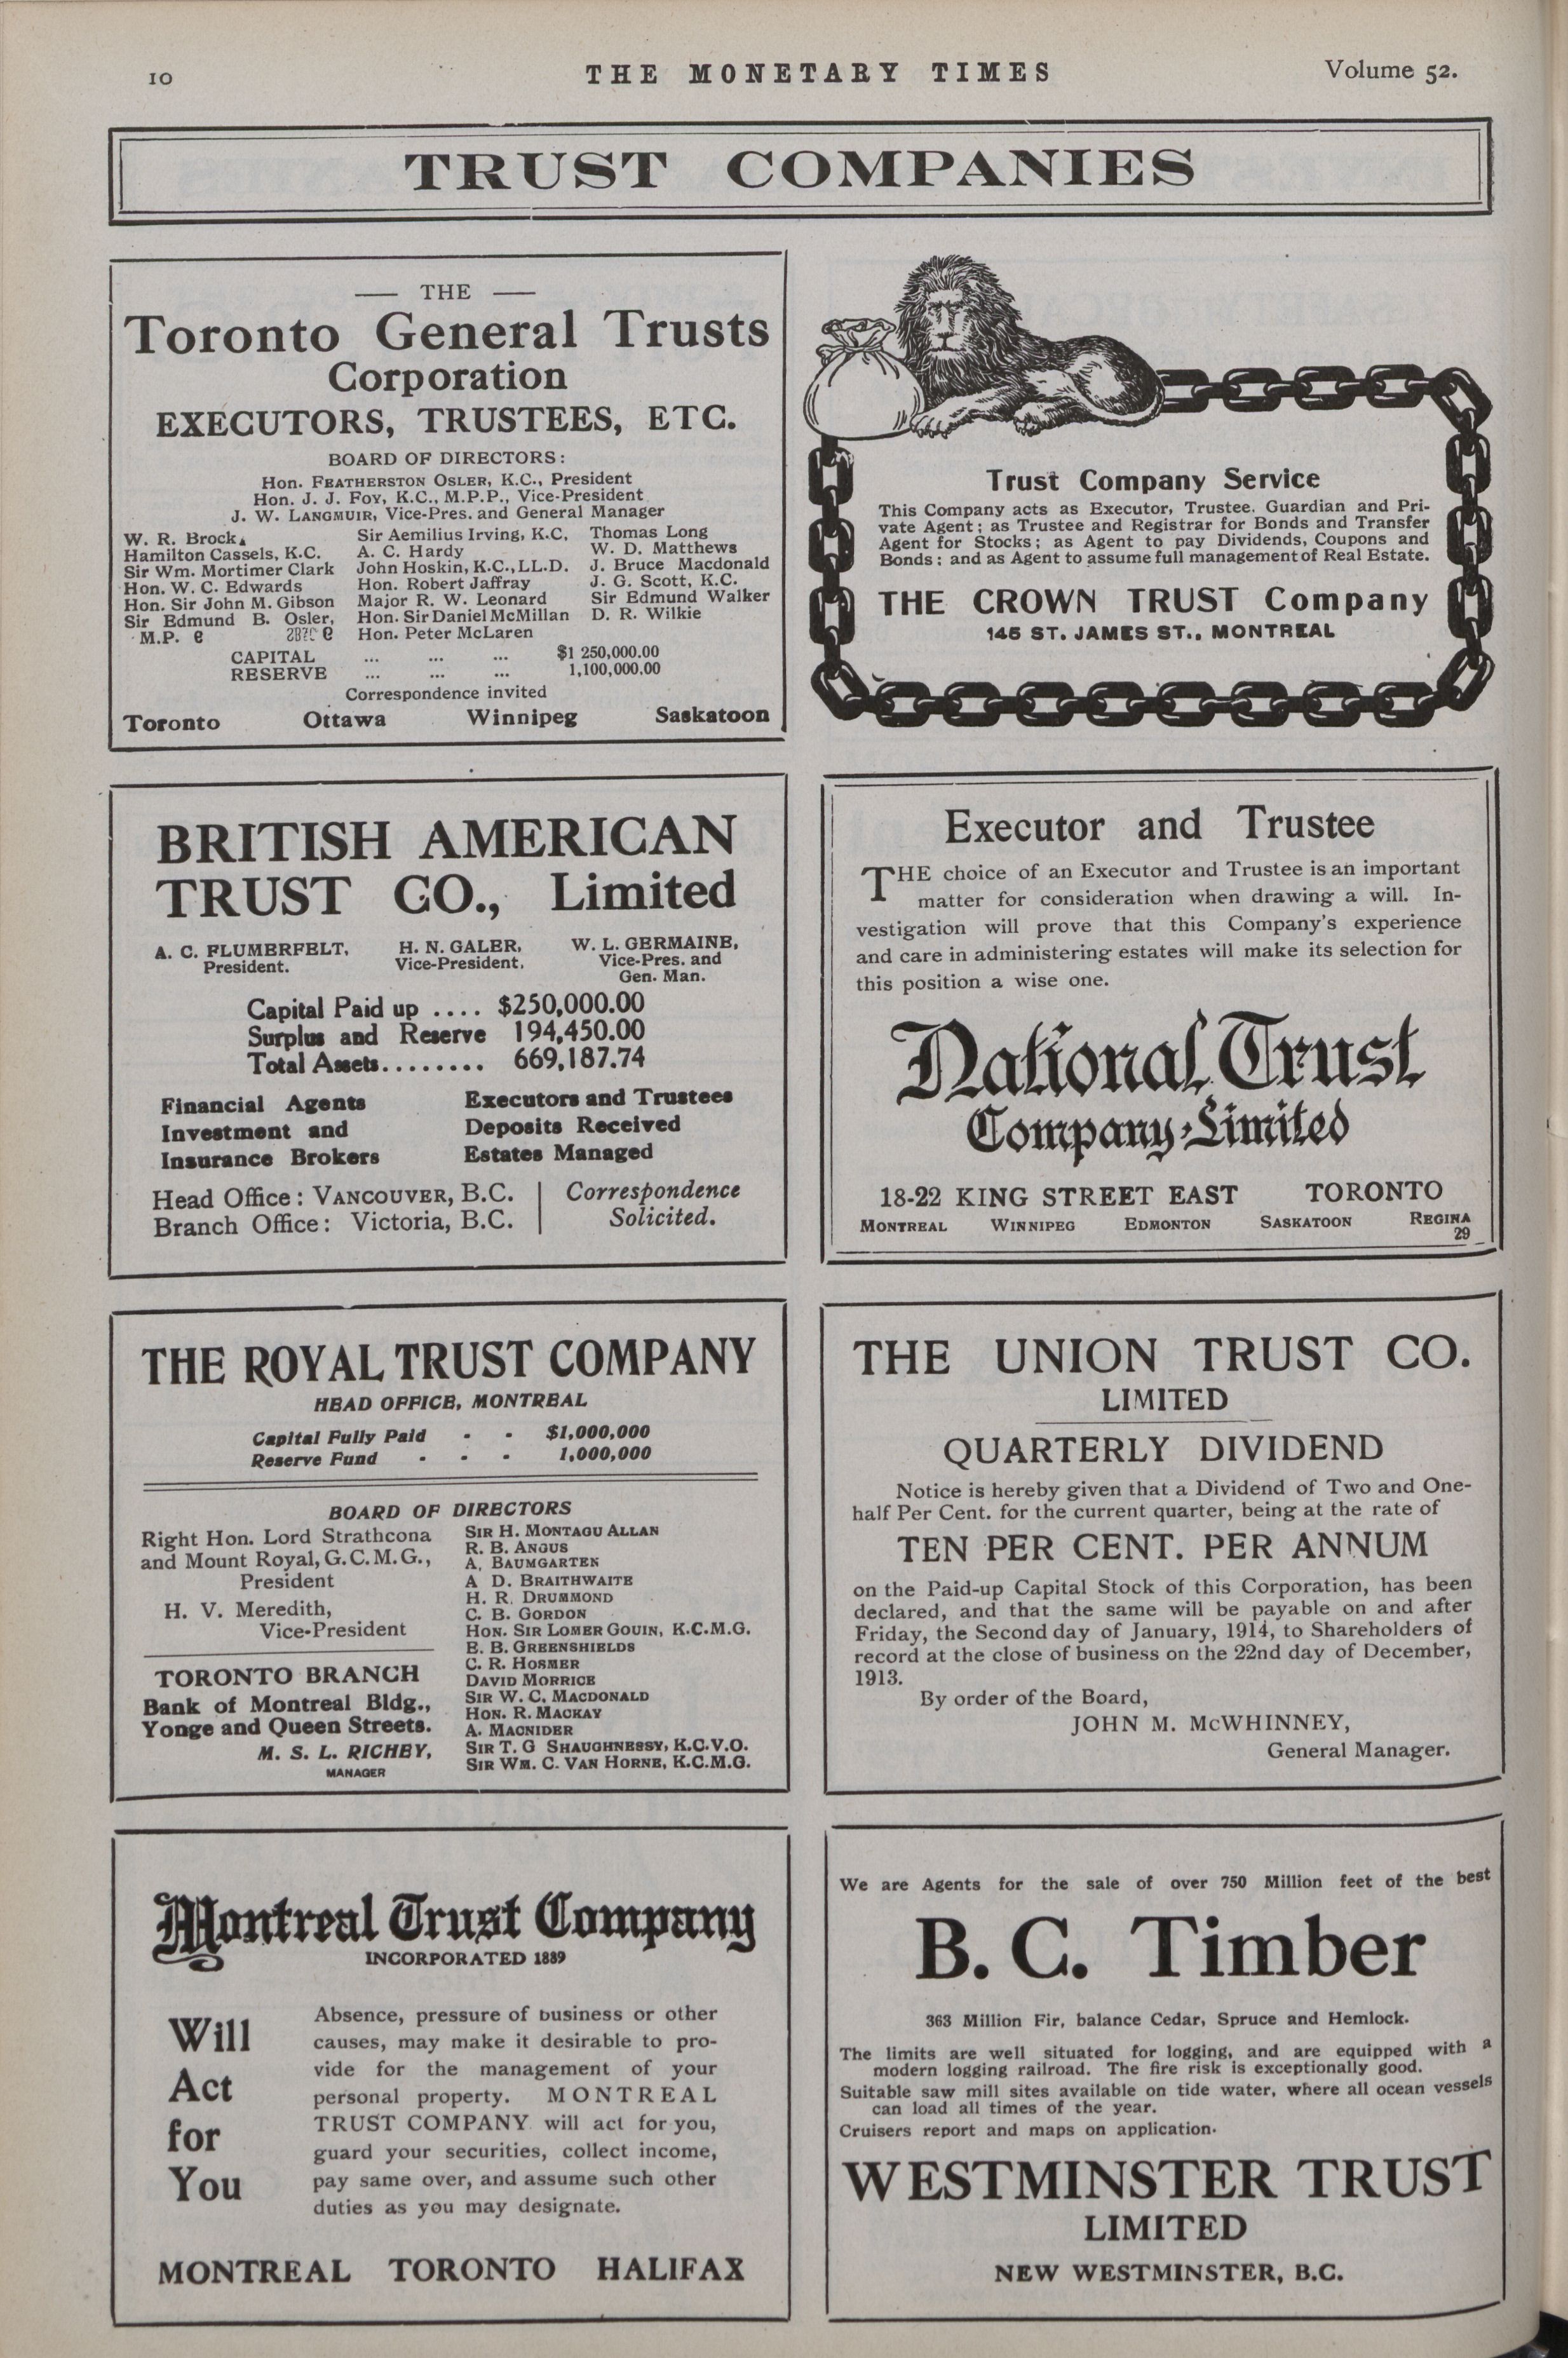 10
THE MONETARY TIMES
Volume 52.
TRUST COMPANIES
— THE —
Toronto General Trusts
Corporation
EXECUTORS, TRUSTEES, ETC.
BOARD OF DIRECTORS:
Hon. FEATHERSTON OSLER, K.C., President
Hon. J. J. FOY, K.C., M.P.P., Vice-President
J. W. LANGMUIR, Vice-Pres. and General Manager
W. R. Brock,
Hamilton Cassels, K.C.
Sir Wm. Mortimer Clark
Hon. W. C. Edwards
Hon. Sir John M. Gibson
Sir Edmund B. Osler,
M.P.
Sir Aemilius Irving, K.C.
A. C. Hardy
John Hoskin, K.C., LL.D.
Hon. Robert Jaffray
Major R. W. Leonard
Hon. Sir Daniel McMillan
Hon. Peter McLaren
Thomas Long
W. D. Matthews
J. Bruce Macdonald
J. G. Scott, K.C.
Sir Edmund Walker
D. R. Wilkie
CAPITAL ... ... ... $1 250,000.00
RESERVE ... ... ... 1,100,000.00
Correspondence invited
Toronto Ottawa Winnipeg Saskatoon
Trust Company Service
This Company acts as Executor, Trustee, Guardian and Pri-
vate Agent; as Trustee and Registrar for Bonds and Transfer
Agent for Stocks; as Agent to pay Dividends, Coupons and
Bonds; and as Agent to assume full management of Real Estate.
THE CROWN TRUST Company
145 ST. JAMES ST., MONTREAL
BRITISH AMERICAN
TRUST CO., Limited
A. C. FLUMERFELT,
President.
H. N. GALER,
Vice-President,
W. L. GERMAINE,
Vice-Pres. and
Gen. Man.
Capital Paid up .... $250,000.00
Surplus and Reserve 194,450.00
Total Assets........ 669,187.74
Financial Agents
Investment and
Insurance Brokers
Executors and Trustees
Deposits Received
Estates Managed
Head Office: VANCOUVER, B.C.
Branch Office: Victoria, B.C.
Correspondence
Solicited.
Executor and Trustee
THE choice of an Executor and Trustee is an important
matter for consideration when drawing a will. In-
vestigation will prove that this Company's experience
and care in administering estates will make its selection for
this position a wise one.
National Trust
Company, Limited
18-22 KING STREET EAST TORONTO
MONTREAL WINNIPEG EDMONTON SASKATOON REGINA
29
THE ROYAL TRUST COMPANY
HEAD OFFICE, MONTREAL
Capital Fully Paid - - $1,000,000
Reserve Fund - - - 1,000,000
BOARD OF DIRECTORS
Right Hon. Lord Strathcona
and Mount Royal, G.C.M.G.,
President
H. V. Meredith,
Vice-President
TORONTO BRANCH
Bank of Montreal Bldg.,
Yonge and Queen Streets.
M. S. L. RICHEY,
MANAGER
SIR H. MONTAGU ALLAN
R. B. ANGUS
A. BAUMGARTEN
A D. BRAITHWAITE
H. R. DRUMMOND
C. B. GORDON
HON. SIR LOMER GOUIN, K.C.M.G.
E. B. GREENSHIELDS
C. R. HOSMER
DAVID MORRICE
SIR W. C. MACDONALD
HON. R. MACKAY
A. MACNIDER
SIR T. G SHAUGHNESSY, K.C.V.O.
SIR WM. C. VAN HORNE, K.C.M.G.
THE UNION TRUST CO.
LIMITED
QUARTERLY DIVIDEND
Notice is hereby given that a Dividend of Two and One-
half Per Cent. for the current quarter, being at the rate of
TEN PER CENT. PER ANNUM
on the Paid-up Capital Stock of this Corporation, has been
declared, and that the same will be payable on and after
Friday, the Second day of January, 1914, to Shareholders of
record at the close of business on the 22nd day of December,
1913.
By order of the Board,
JOHN M. McWHINNEY,
General Manager.
Montreal Trust Company
INCORPORATED 1889
Will
Act
for
You
Absence, pressure of business or other
causes, may make it desirable to pro-
vide for the management of your
personal property. MONTREAL
TRUST COMPANY will act for you,
guard your securities, collect income,
pay same over, and assume such other
duties as you may designate.
MONTREAL TORONTO HALIFAX
We are Agents for the sale of over 750 Million feet of the best
B. C. Timber
363 Million Fir, balance Cedar, Spruce and Hemlock.
The limits are well situated for logging, and are equipped with a
modern logging railroad. The fire risk is exceptionally good.
Suitable saw mill sites available on tide water, where all ocean vessels
can load all times of the year.
Cruisers report and maps on application.
WESTMINSTER TRUST
LIMITED
NEW WESTMINSTER, B.C.